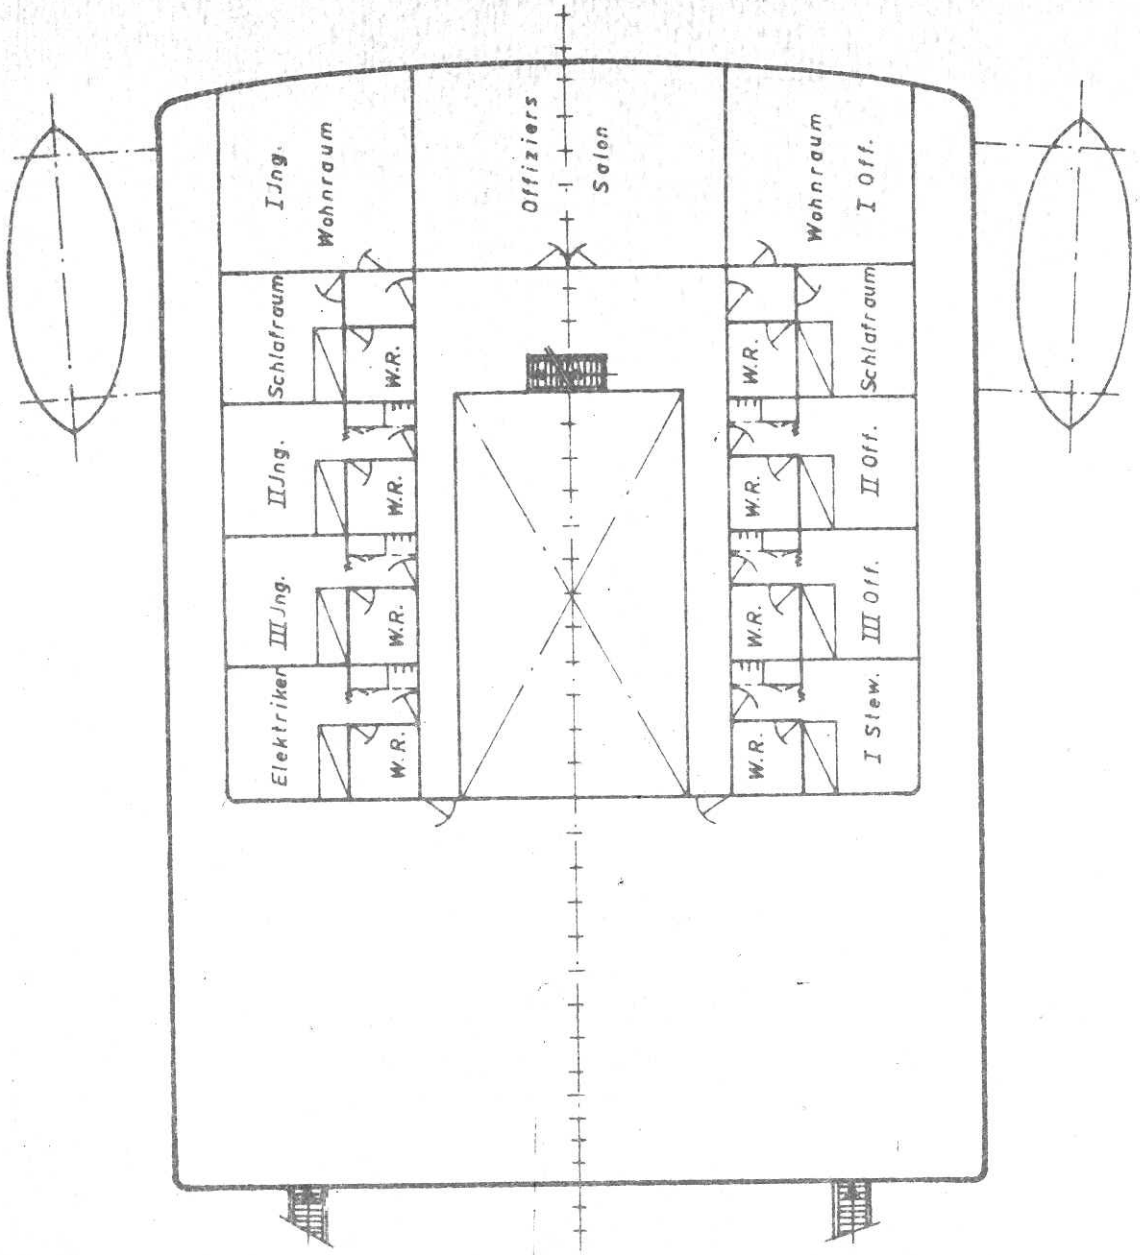 I Jng.
Wohnraum
Offiziers
Salon
Wohnraum
I Off.
Schlafraum
W.R.
W.R.
Schlafraum
II Jng.
W.R.
W.R.
II Off.
III Jng.
W.R.
W.R.
III Off.
Elektriker
W.R.
W.R.
I Stew.